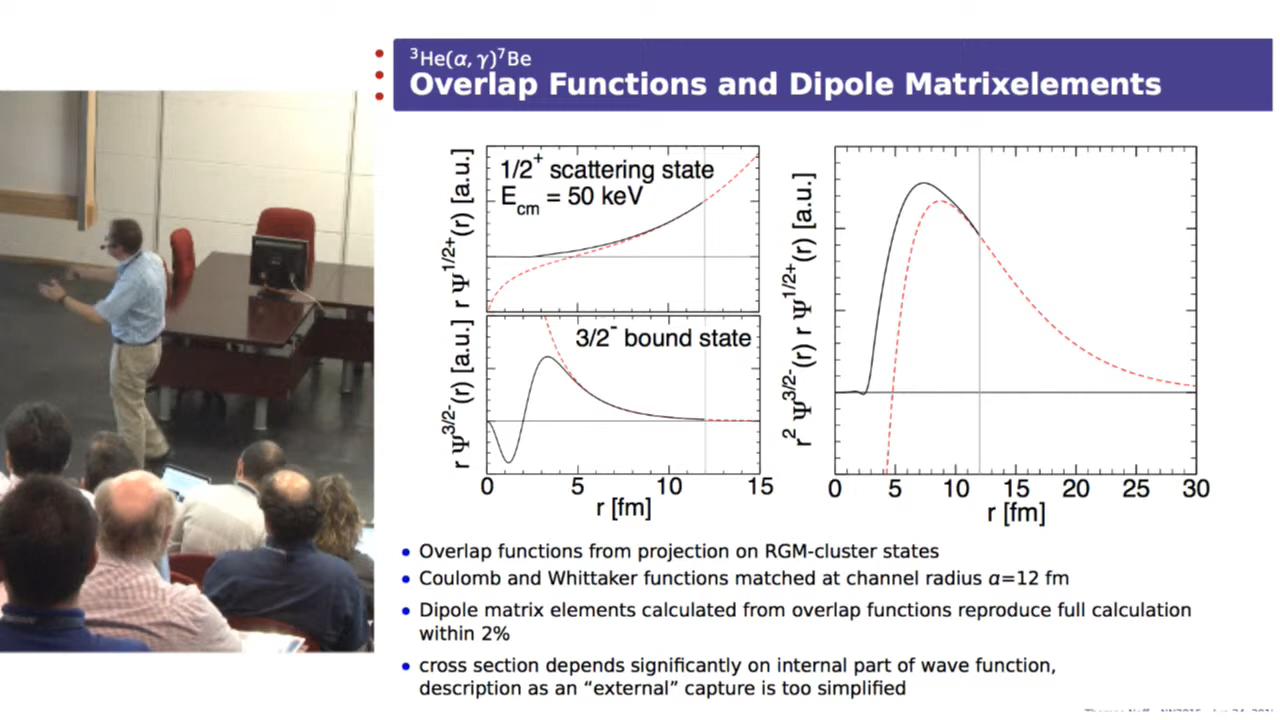 ³He(α, γ)⁷Be
Overlap Functions and Dipole Matrixelements
1/2⁺ scattering state
E_cm = 50 keV
r Ψ^1/2+(r) [a.u.]
3/2⁻ bound state
r Ψ^3/2-(r) [a.u.]
0 5 10 15
r [fm]
r² Ψ^3/2-(r) r Ψ^1/2+(r) [a.u.]
0 5 10 15 20 25 30
r [fm]
• Overlap functions from projection on RGM-cluster states
• Coulomb and Whittaker functions matched at channel radius a=12 fm
• Dipole matrix elements calculated from overlap functions reproduce full calculation
within 2%
• cross section depends significantly on internal part of wave function,
description as an “external” capture is too simplified